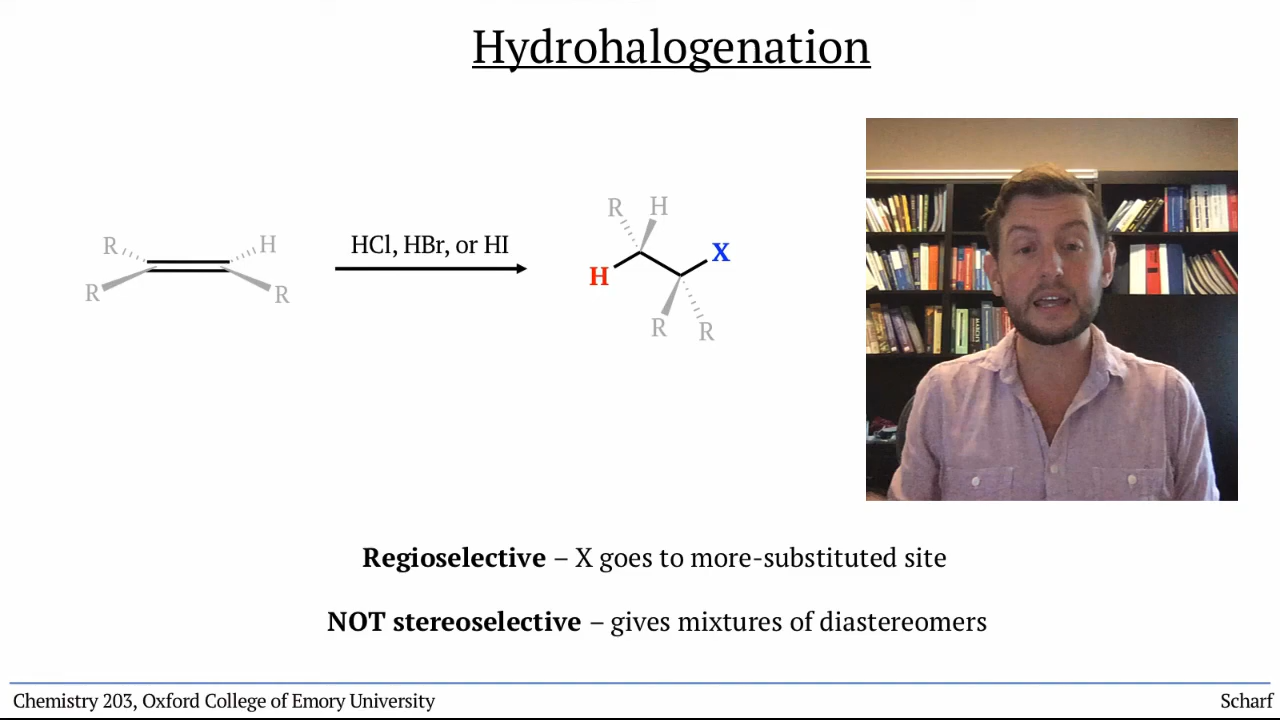 Hydrohalogenation
R H
R R
HCl, HBr, or HI
R H
H X
R R
Regioselective – X goes to more-substituted site
NOT stereoselective – gives mixtures of diastereomers
Chemistry 203, Oxford College of Emory University
Scharf